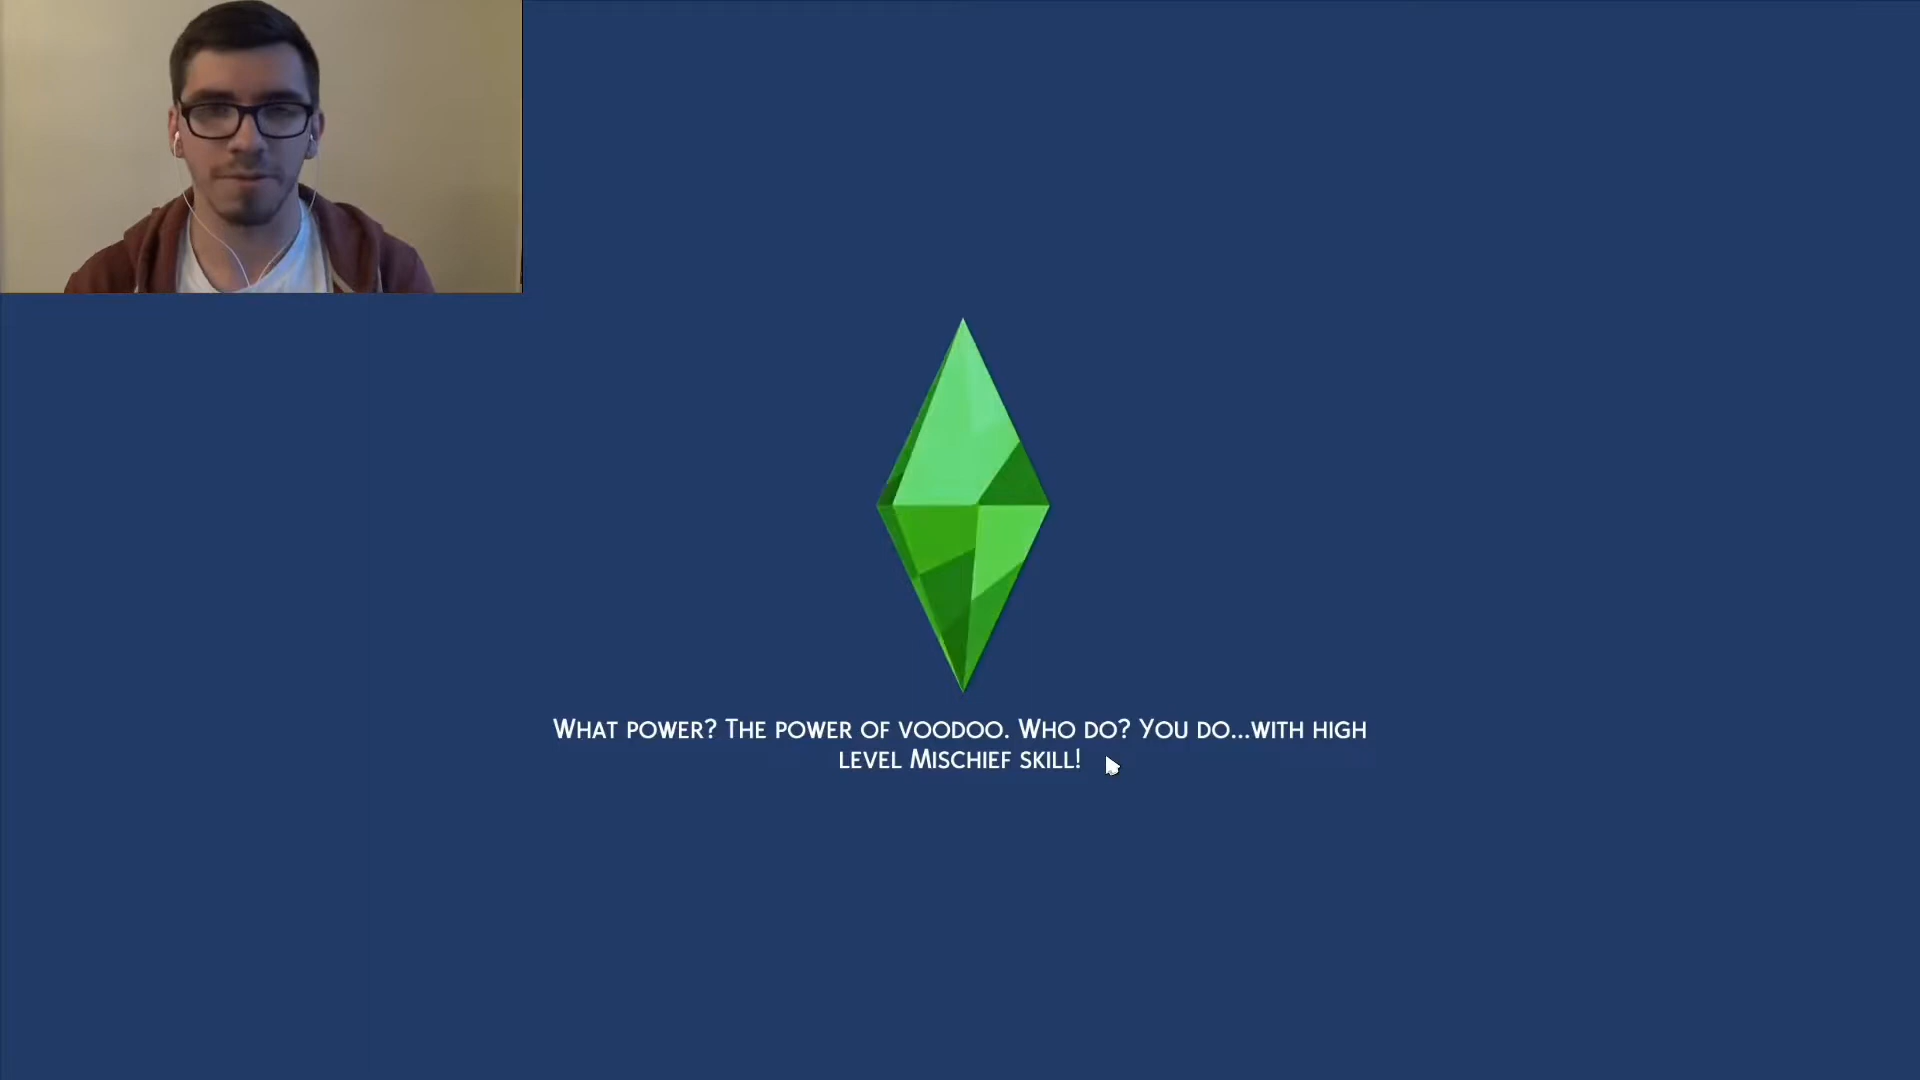 What power? The power of voodoo. Who do? You do...with high
level Mischief skill!